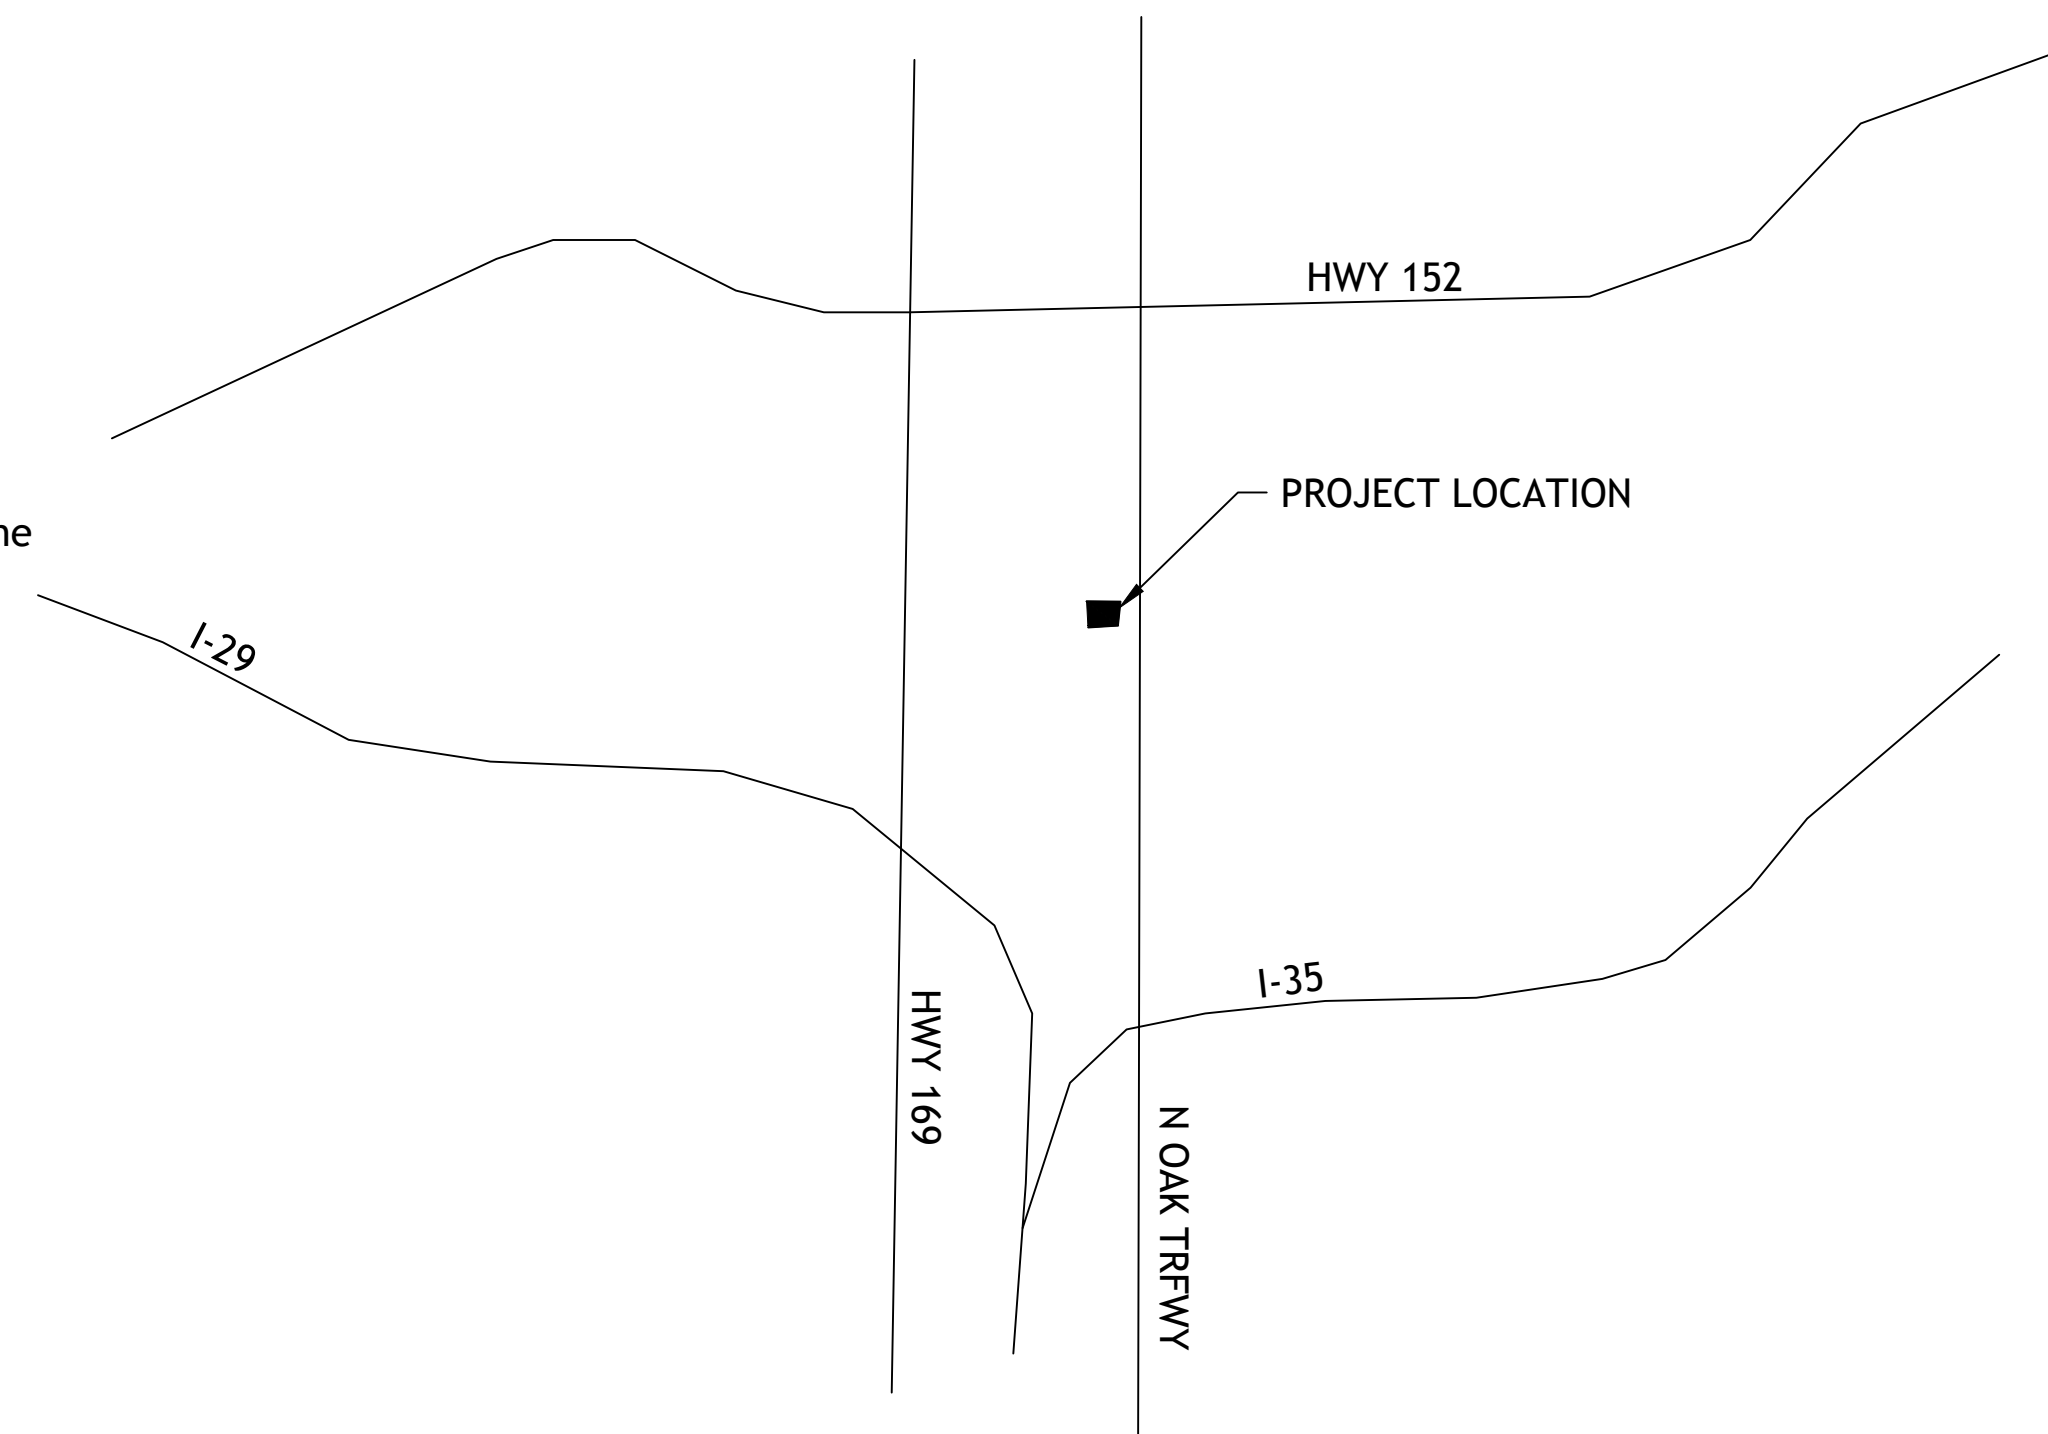 HWY 152
PROJECT LOCATION
I-29
I-35
HWY 169
N OAK TRFWY